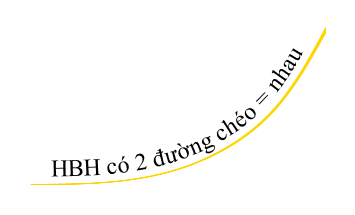 HBH có 2 đường chéo = nhau